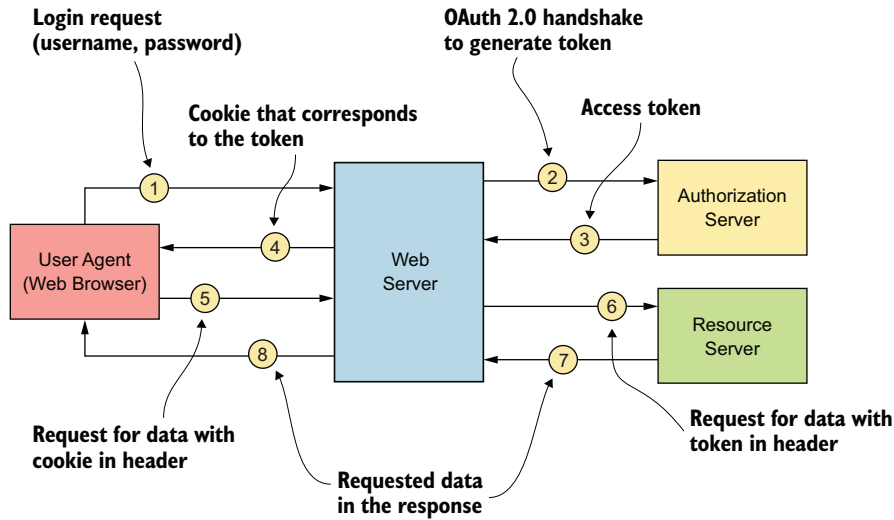 Login request
(username, password)
OAuth 2.0 handshake
to generate token
Cookie that corresponds
to the token
Access token
1
2
Authorization
Server
4
3
User Agent
(Web Browser)
Web
Server
5
6
Resource
Server
8
7
Request for data with
cookie in header
Request for data with
token in header
Requested data
in the response